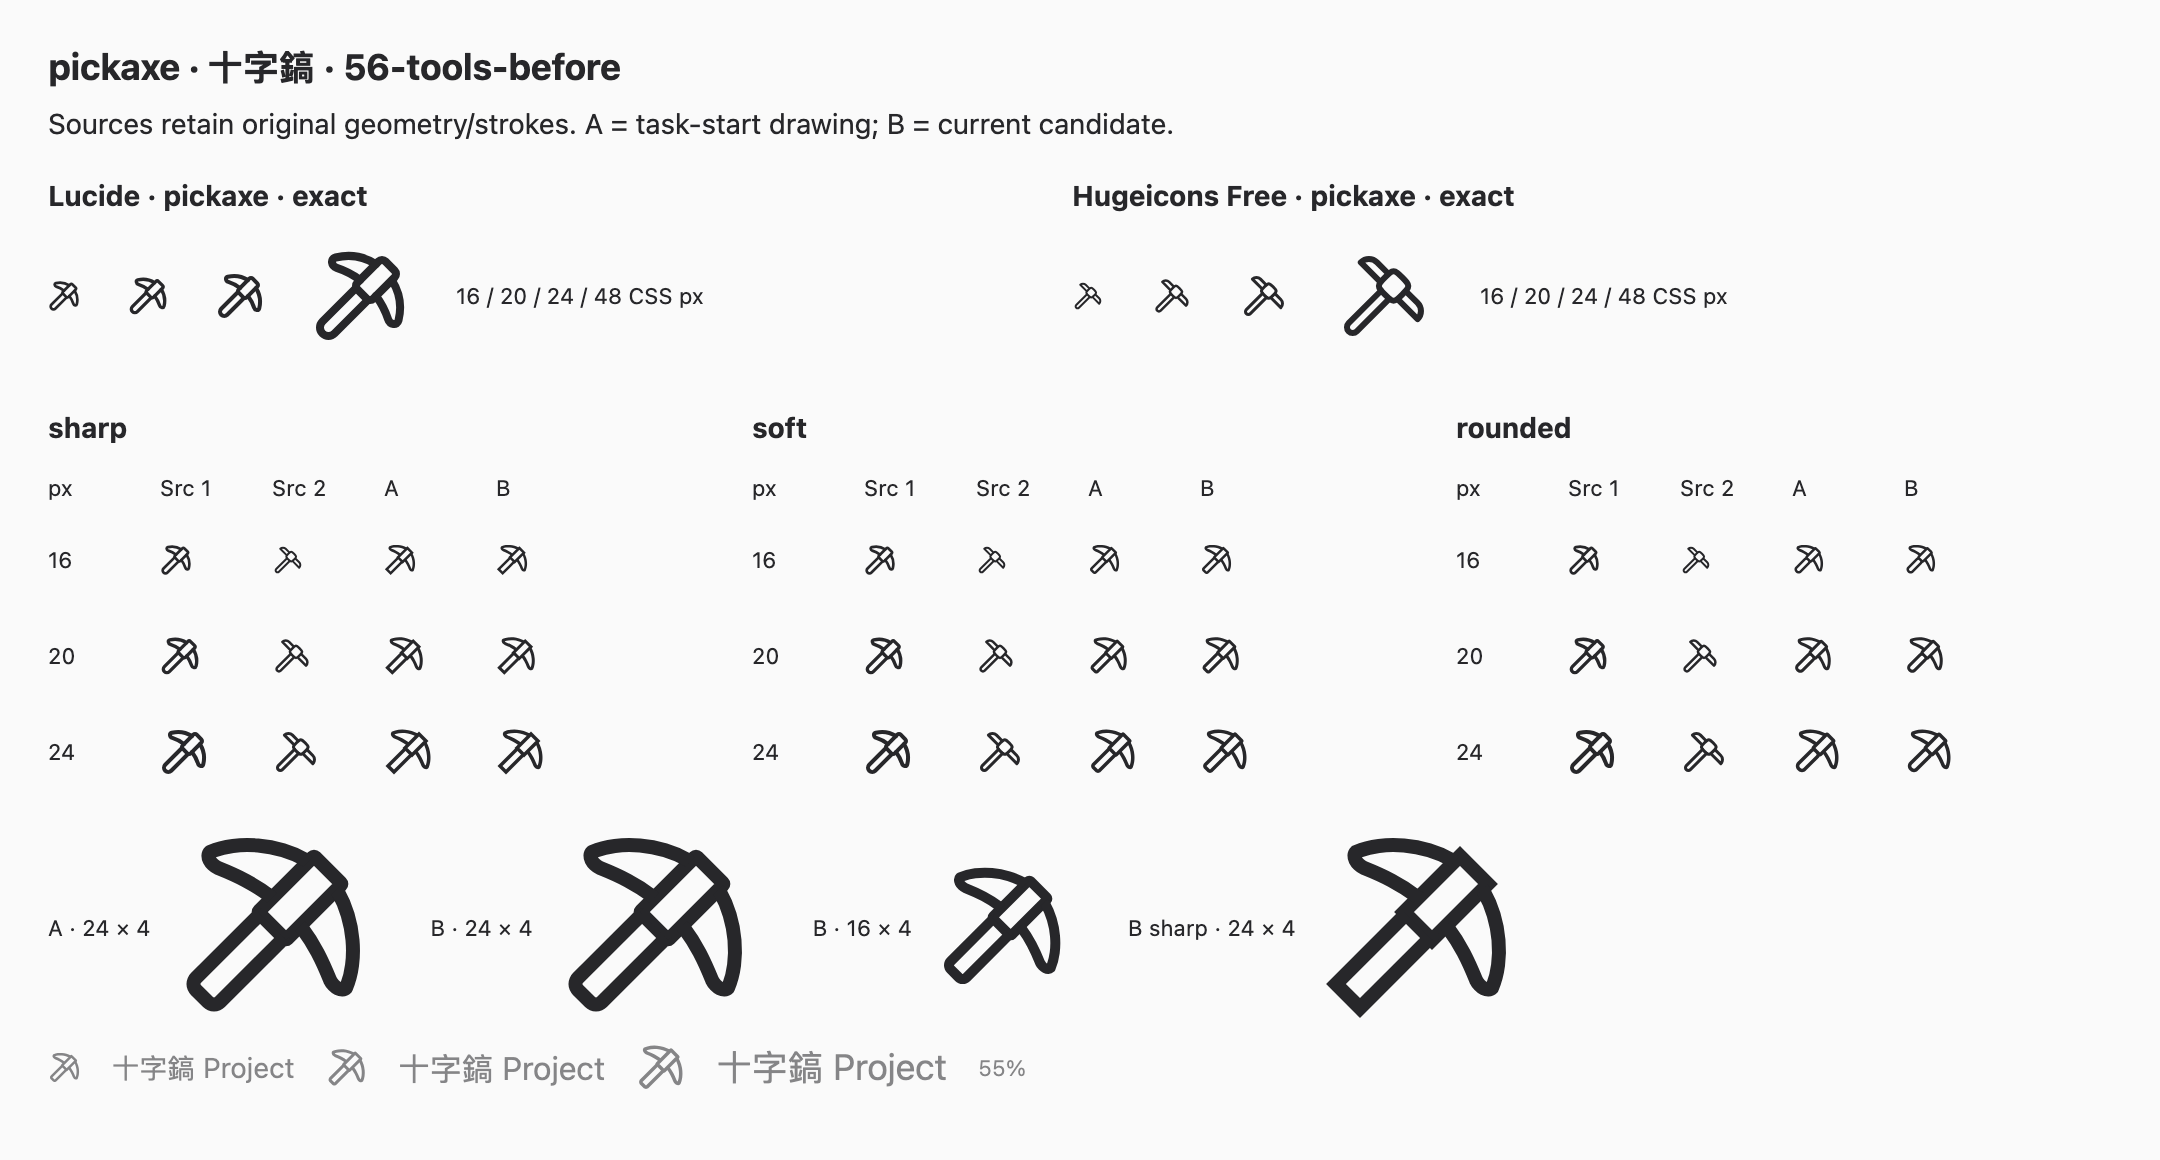 pickaxe · 十字鎬 · 56-tools-before
Sources retain original geometry/strokes. A = task-start drawing; B = current candidate.
Lucide · pickaxe · exact
16 / 20 / 24 / 48 CSS px
Hugeicons Free · pickaxe · exact
16 / 20 / 24 / 48 CSS px
sharp
px Src 1 Src 2 A B
16
20
24
soft
px Src 1 Src 2 A B
16
20
24
rounded
px Src 1 Src 2 A B
16
20
24
A · 24 × 4
B · 24 × 4
B · 16 × 4
B sharp · 24 × 4
十字鎬 Project
十字鎬 Project
十字鎬 Project
55%